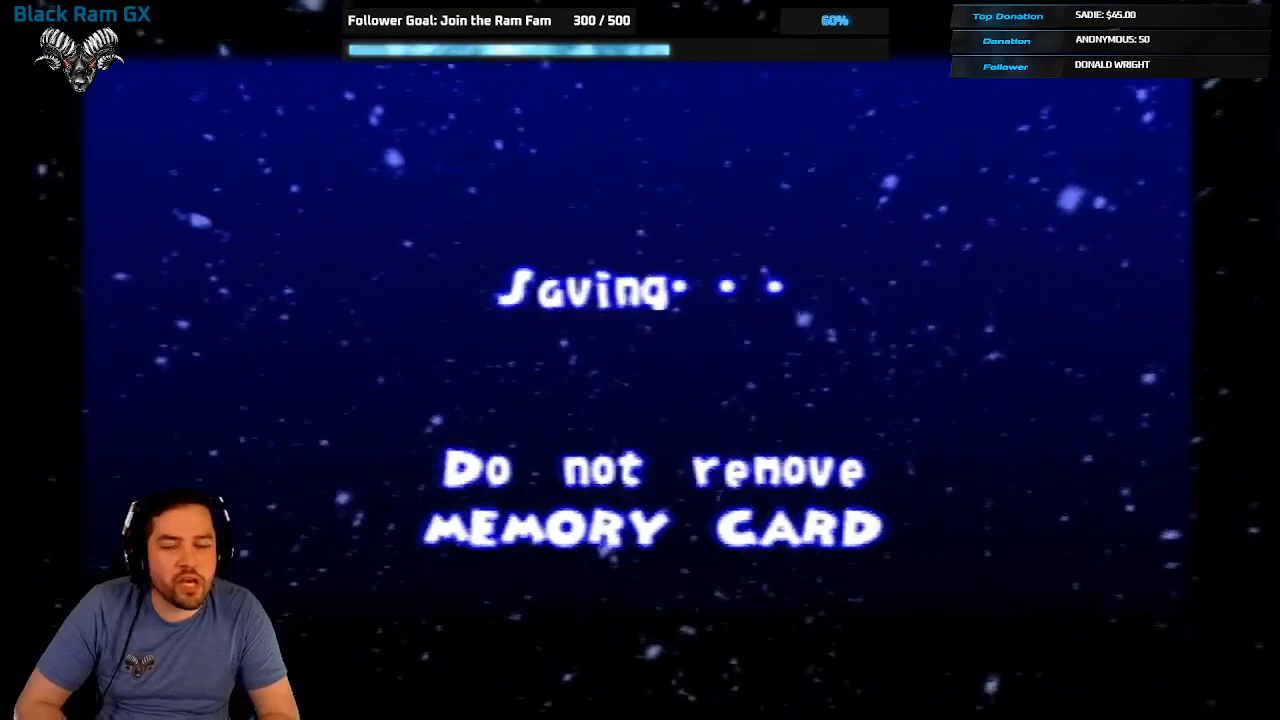 Black Ram GX
Follower Goal: Join the Ram Fam 300 / 500
60%
Top Donation SADIE: $45.00
Donation ANONYMOUS: 50
Follower DONALD WRIGHT
Saving. . .
Do not remove
MEMORY CARD